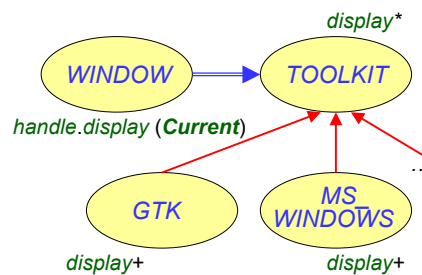 display*
WINDOW
TOOLKIT
handle.display (Current)
GTK
MS_
WINDOWS
...
display+
display+